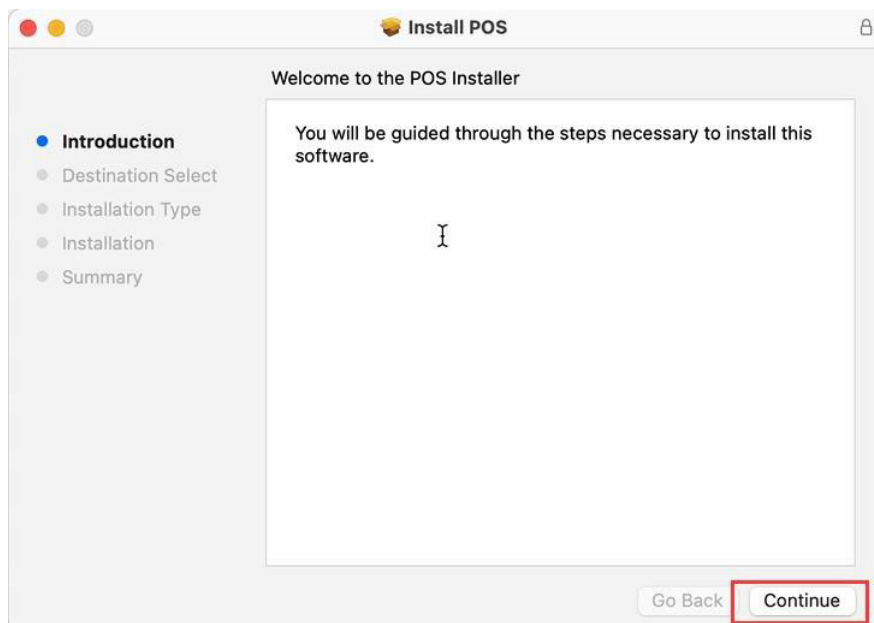 Install POS
Welcome to the POS Installer
Introduction
Destination Select
Installation Type
Installation
Summary
You will be guided through the steps necessary to install this
software.
Go Back
Continue